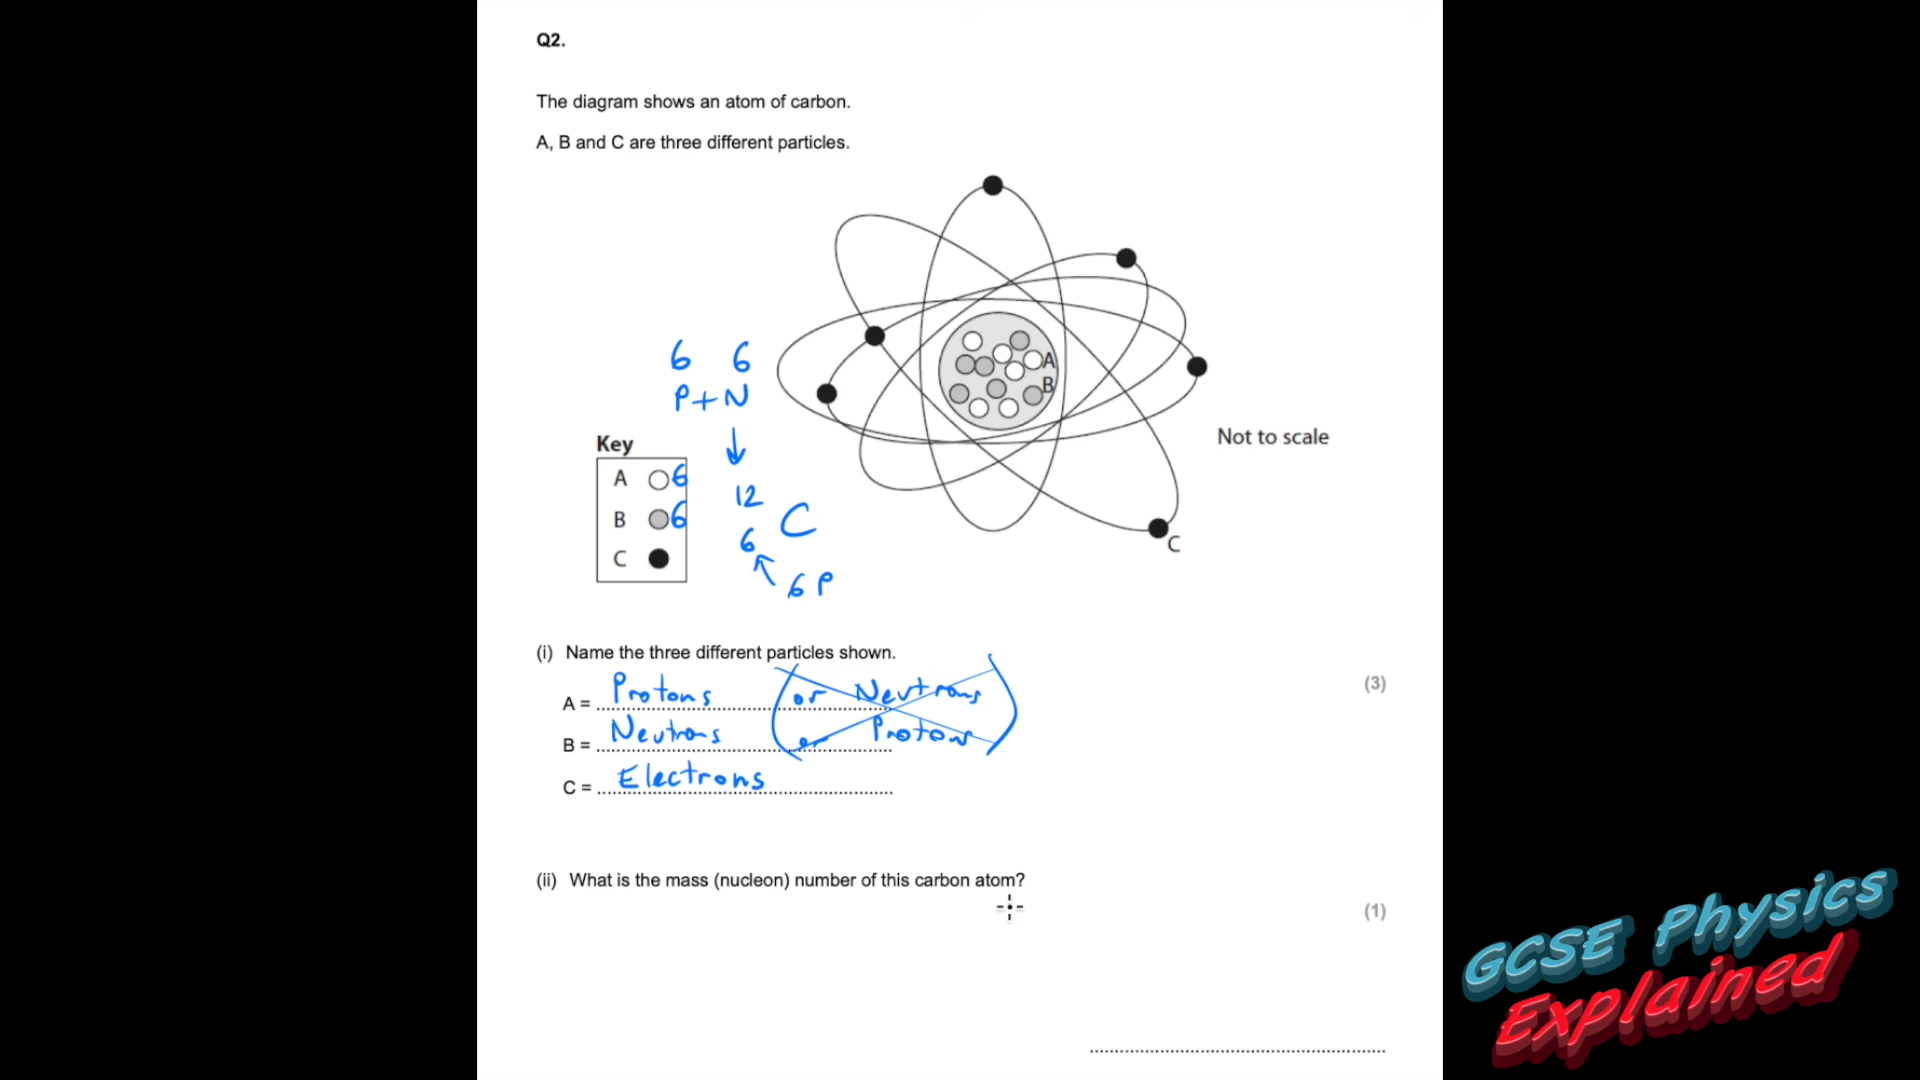 Q2.
The diagram shows an atom of carbon.
A, B and C are three different particles.
6 6
P + N
A
B
Not to scale
C
Key
A 6
B 6
C
12
6
C
6 P
(i) Name the three different particles shown.
(3)
A = Protons (or Neutrons
B = Neutrons or Protons)
C = Electrons
(ii) What is the mass (nucleon) number of this carbon atom?
(1)
GCSE Physics
Explained